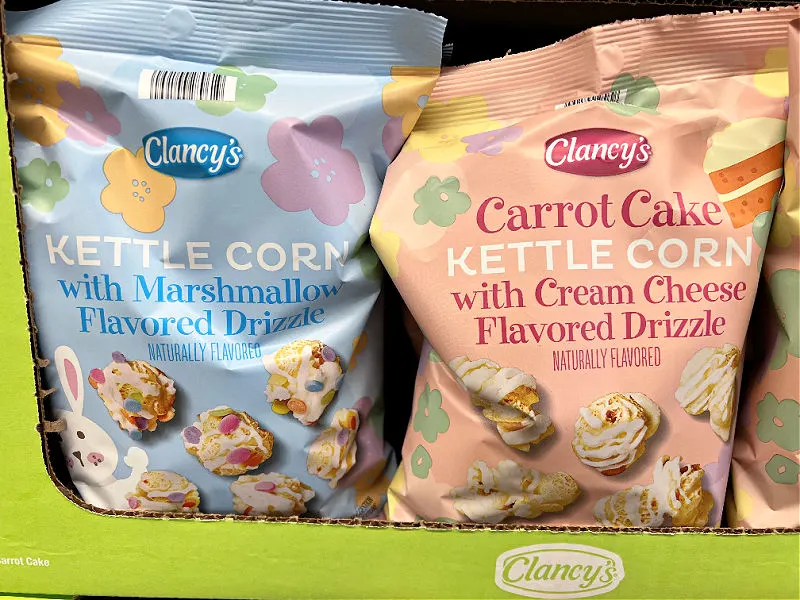 Clancy's
KETTLE CORN
with Marshmallow
Flavored Drizzle
NATURALLY FLAVORED
Clancy's
Carrot Cake
KETTLE CORN
with Cream Cheese
Flavored Drizzle
NATURALLY FLAVORED
Carrot Cake
Clancy's